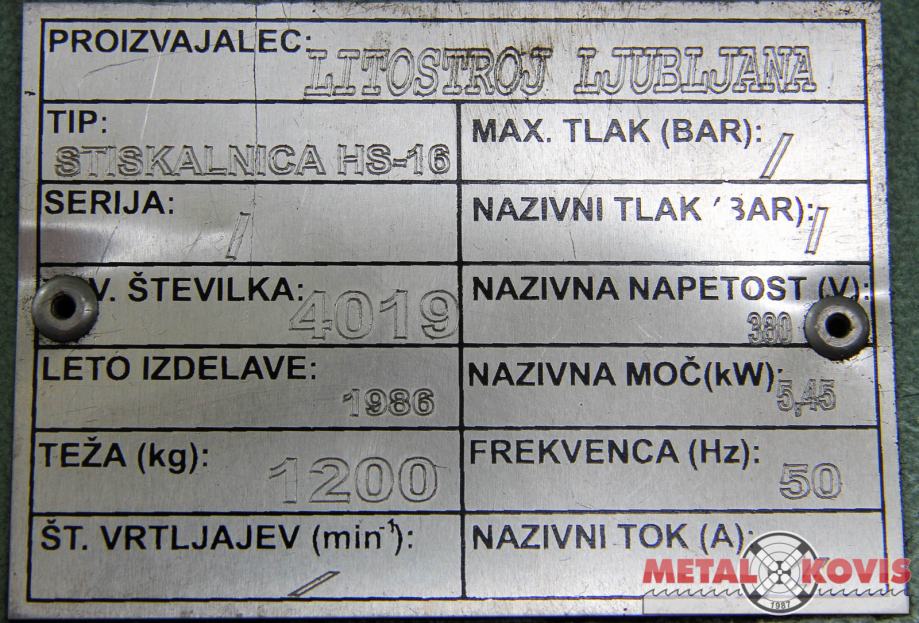 PROIZVAJALEC: LITOSTROJ LJUBLJANA
TIP:
STISKALNICA HS-16
MAX. TLAK (BAR): /
SERIJA: /
NAZIVNI TLAK (BAR): /
V. ŠTEVILKA: 4019
NAZIVNA NAPETOST (V):
380
LETO IZDELAVE:
1986
NAZIVNA MOČ(kW): 5,45
TEŽA (kg): 1200
FREKVENCA (Hz): 50
ŠT. VRTLJAJEV (min⁻¹): /
NAZIVNI TOK (A):
METAL KOVIS
1987